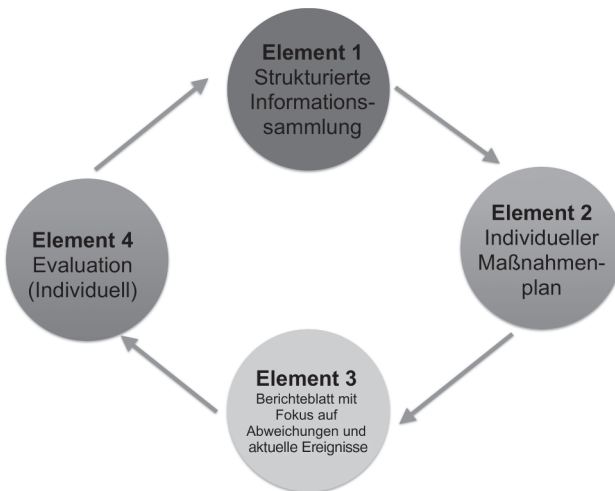 Element 1
Strukturierte
Informations-
sammlung
Element 2
Individueller
Maßnahmen-
plan
Element 3
Berichteblatt mit
Fokus auf
Abweichungen und
aktuelle Ereignisse
Element 4
Evaluation
(Individuell)